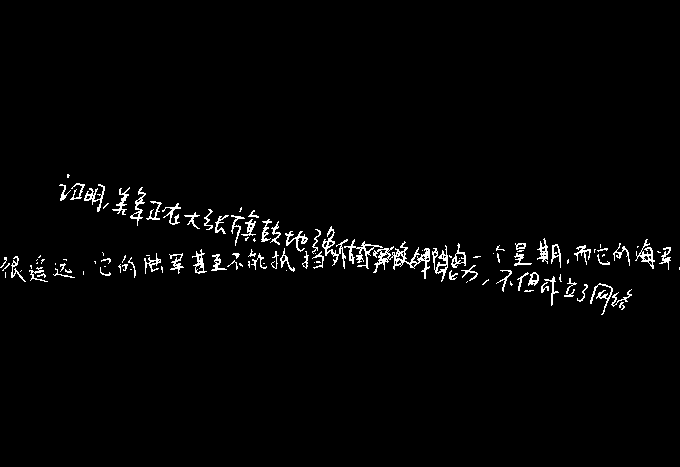 证明,美军正在大张旗鼓地强 力,不但成立了网络
很遥远,它的陆军甚至不能抵挡外国军 一个星期,而它的海军,